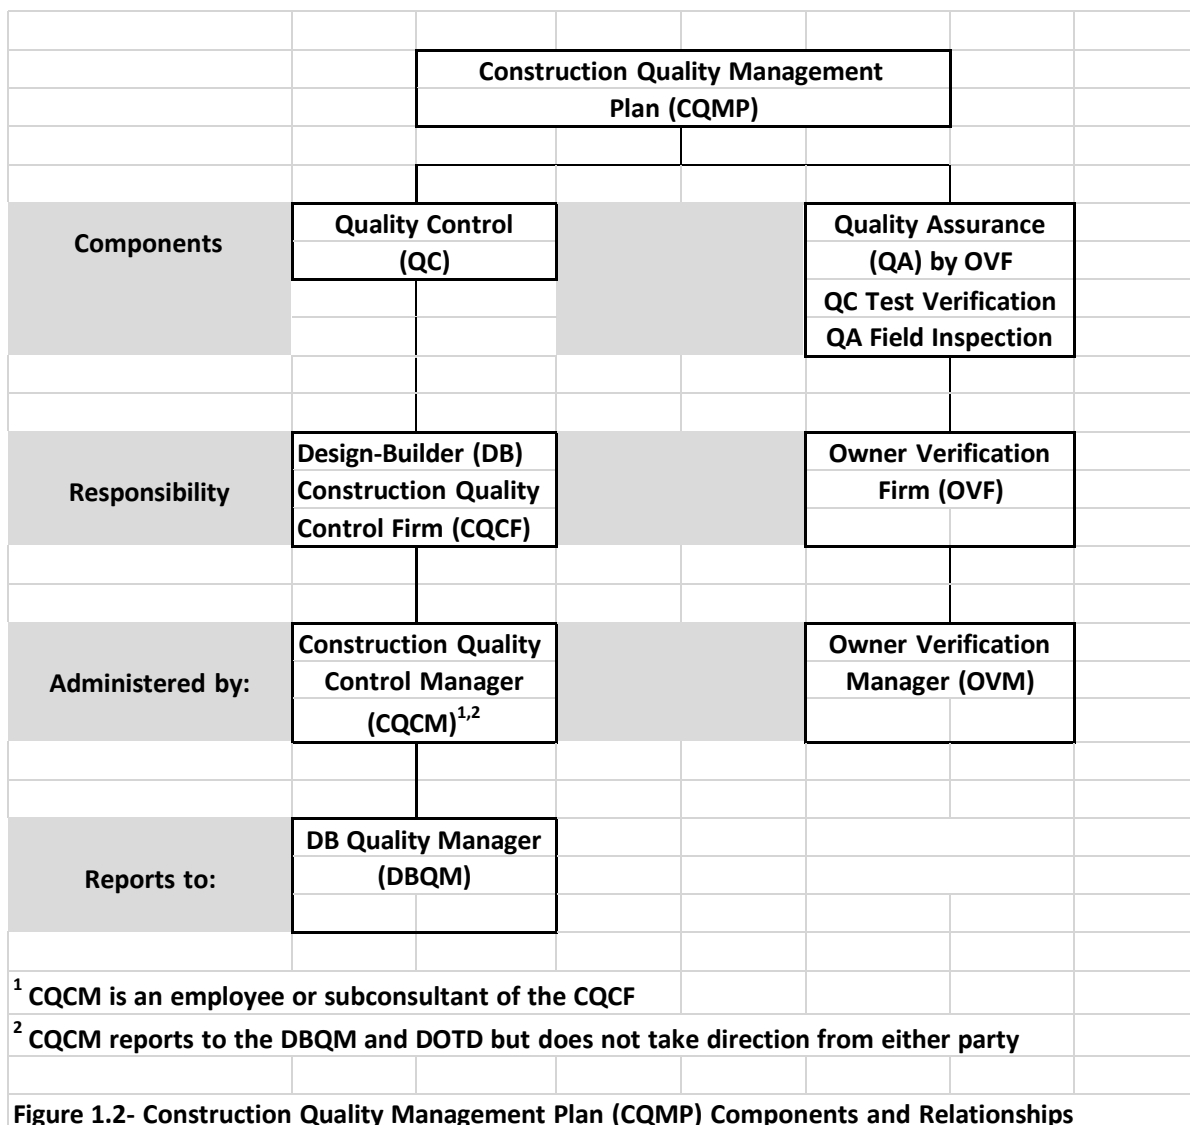 Construction Quality Management
Plan (CQMP)
Components
Quality Control
(QC)
Quality Assurance
(QA) by OVF
QC Test Verification
QA Field Inspection
Responsibility
Design-Builder (DB)
Construction Quality
Control Firm (CQCF)
Owner Verification
Firm (OVF)
Administered by:
Construction Quality
Control Manager
(CQCM)1,2
Owner Verification
Manager (OVM)
Reports to:
DB Quality Manager
(DBQM)
1 CQCM is an employee or subconsultant of the CQCF
2 CQCM reports to the DBQM and DOTD but does not take direction from either party
Figure 1.2- Construction Quality Management Plan (CQMP) Components and Relationships